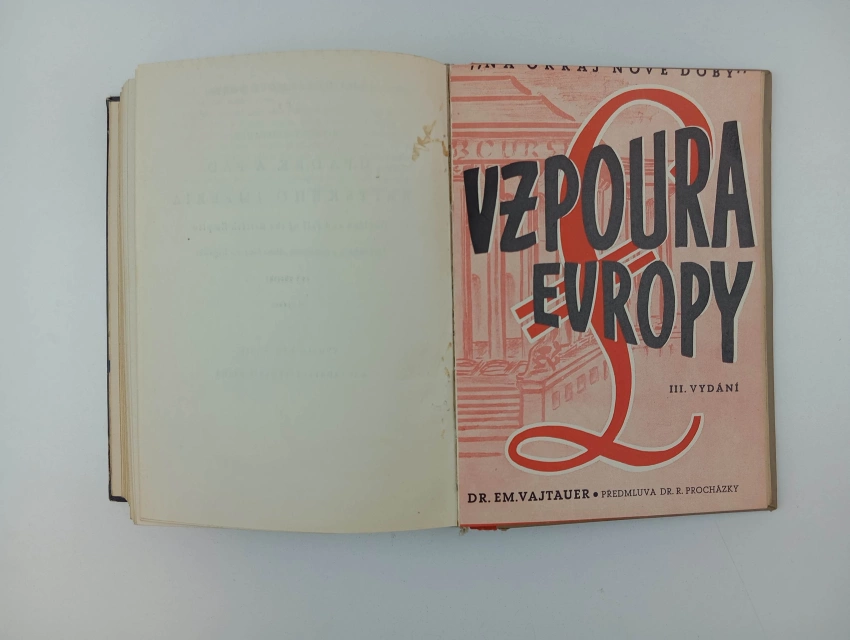 „NA OKRAJ NOVÉ DOBY"
BCURS
VZPOURA
EVROPY
III. VYDÁNÍ
DR. EM. VAJTAUER • PŘEDMLUVA DR. R. PROCHÁZKY